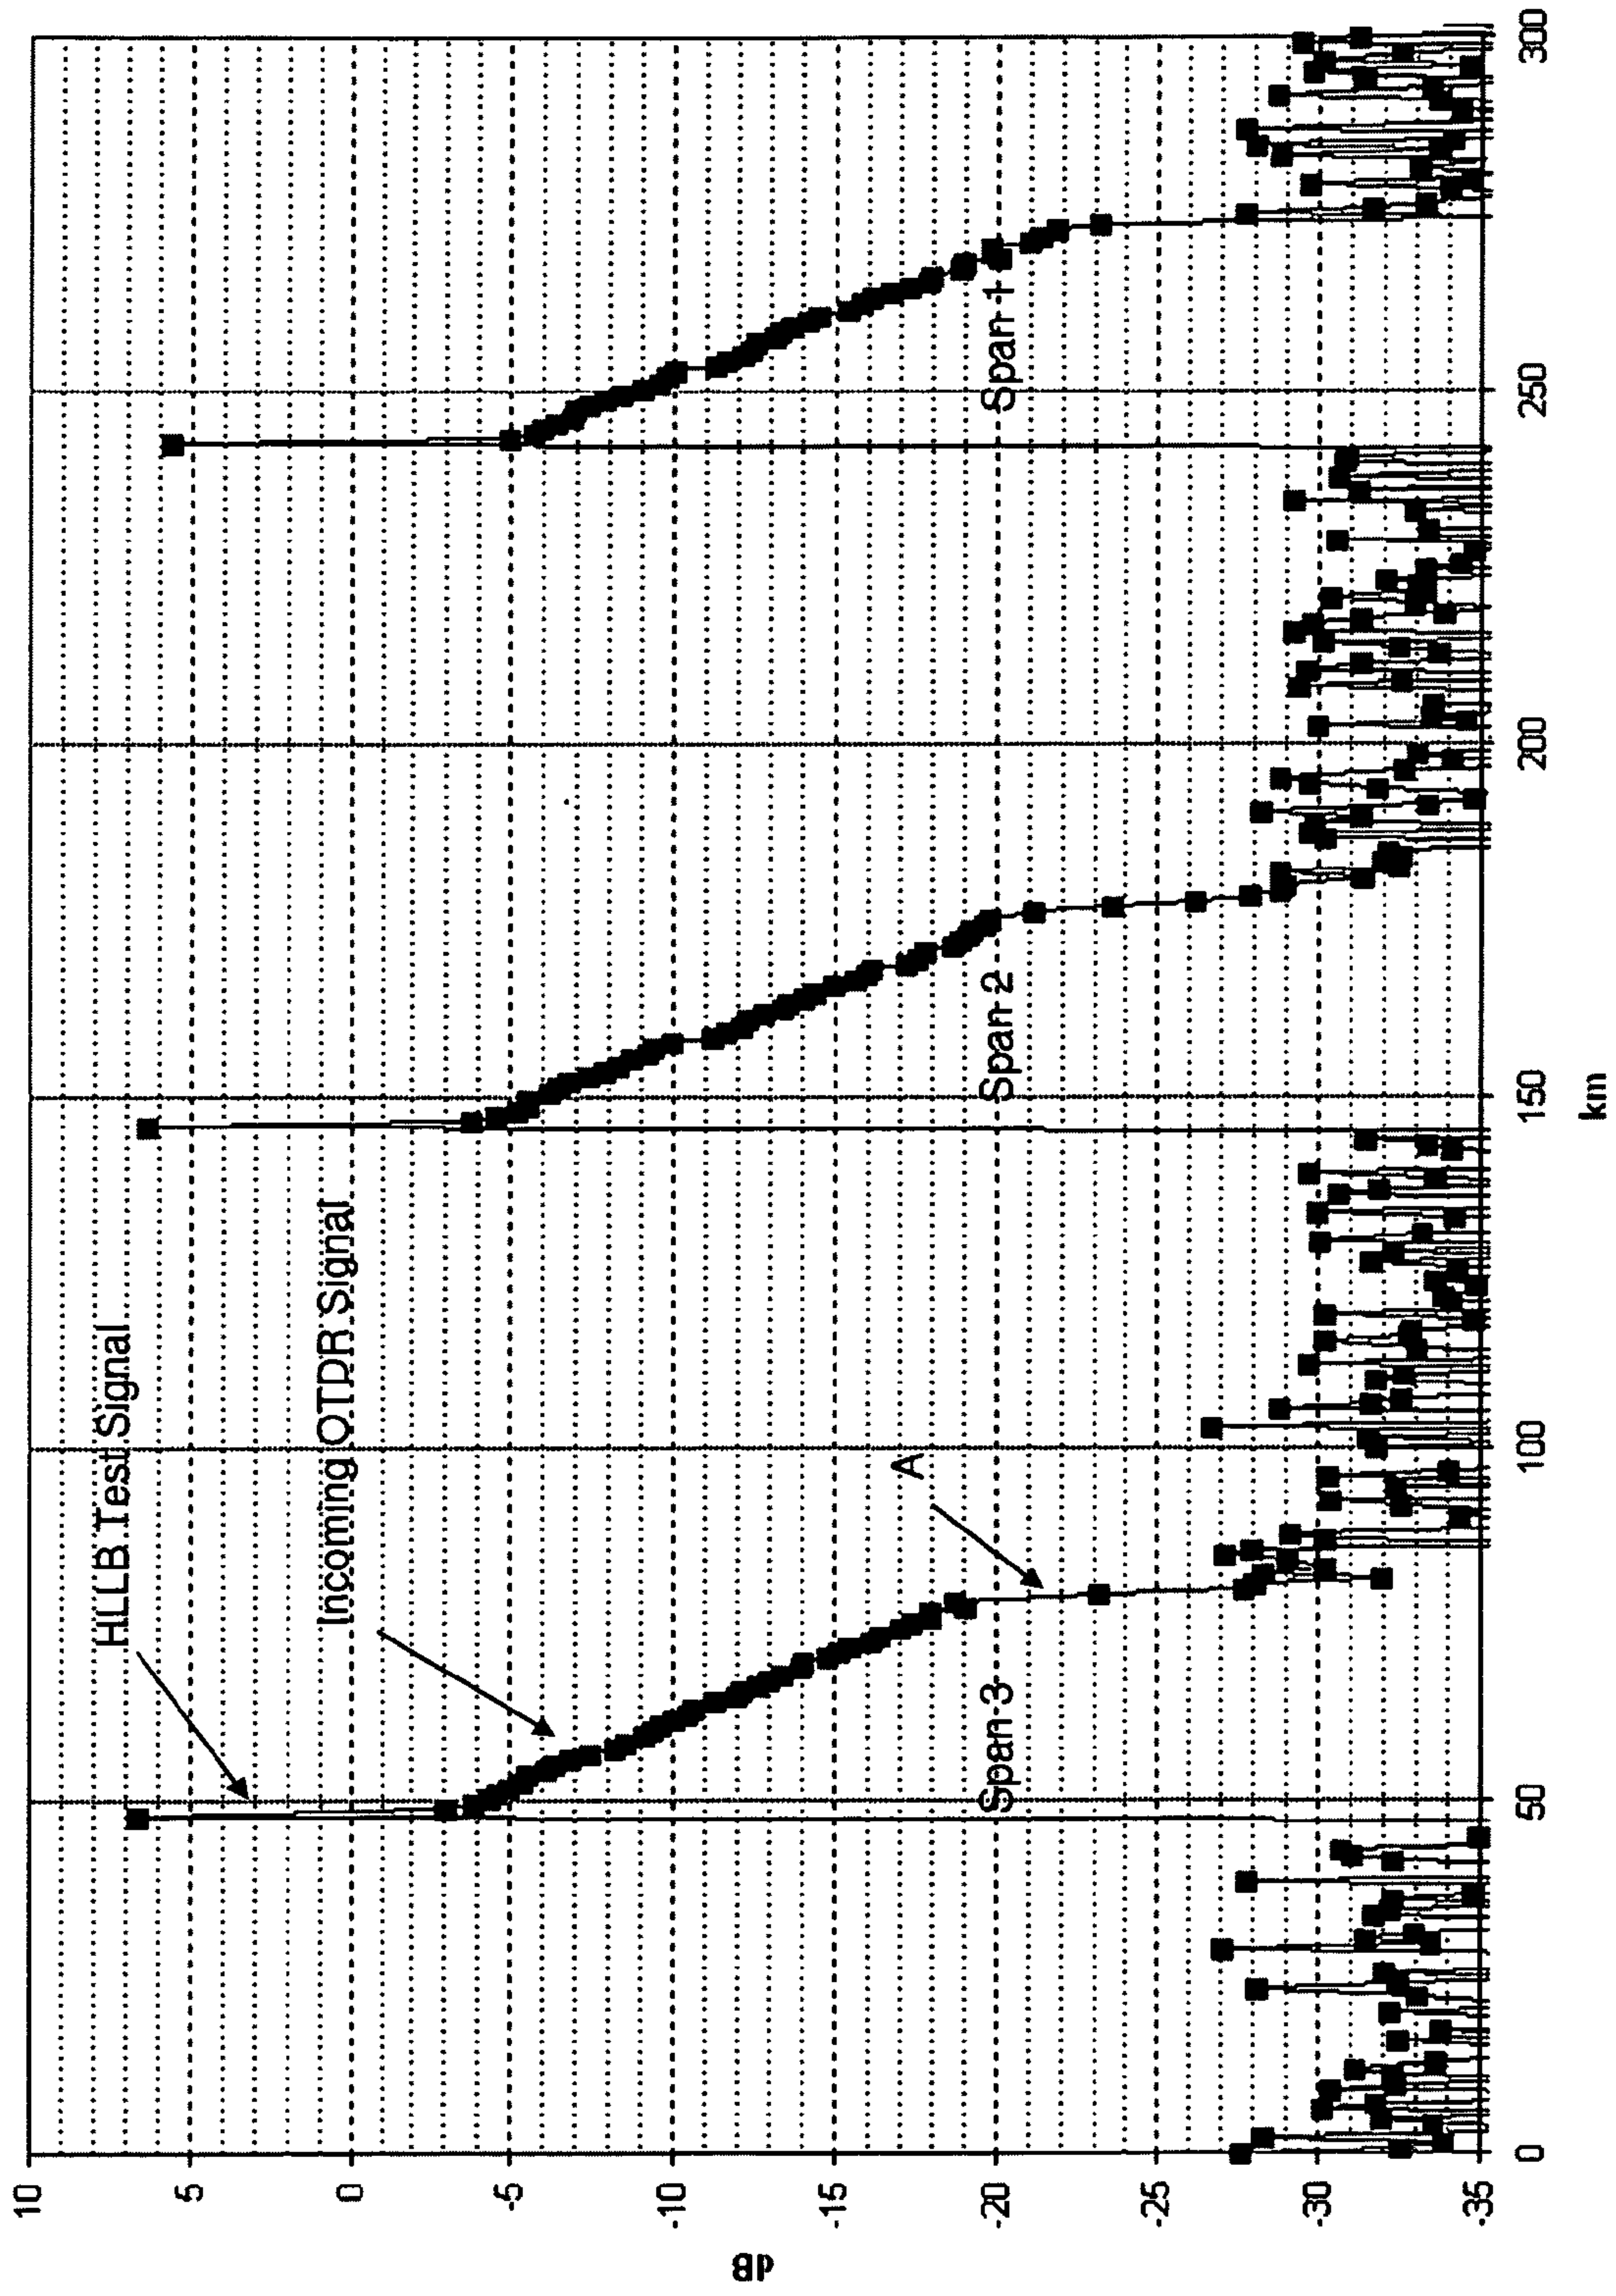 HLLB Test Signal
Incoming OTDR Signal
A
Span 3
Span 2
Span 1
dB
10
5
0
-5
-10
-15
-20
-25
-30
-35
0
50
100
150
200
250
300
km